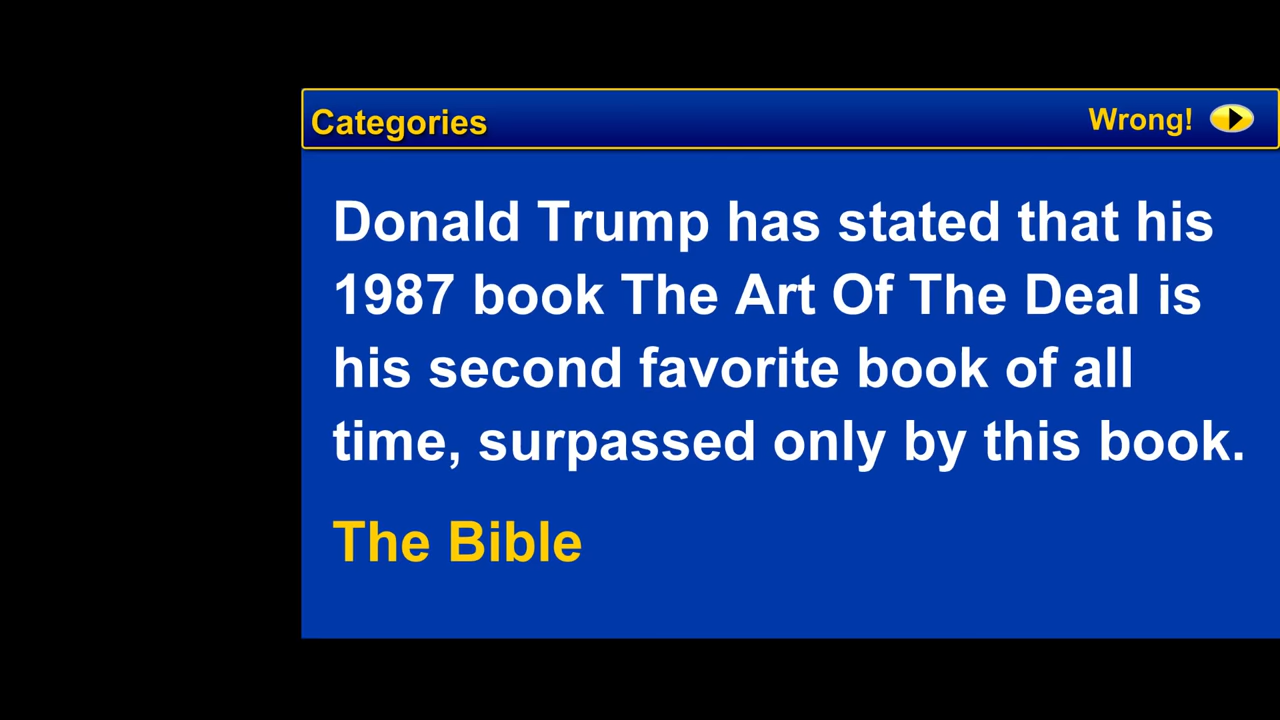 Categories
Wrong!
Donald Trump has stated that his
1987 book The Art Of The Deal is
his second favorite book of all
time, surpassed only by this book.
The Bible